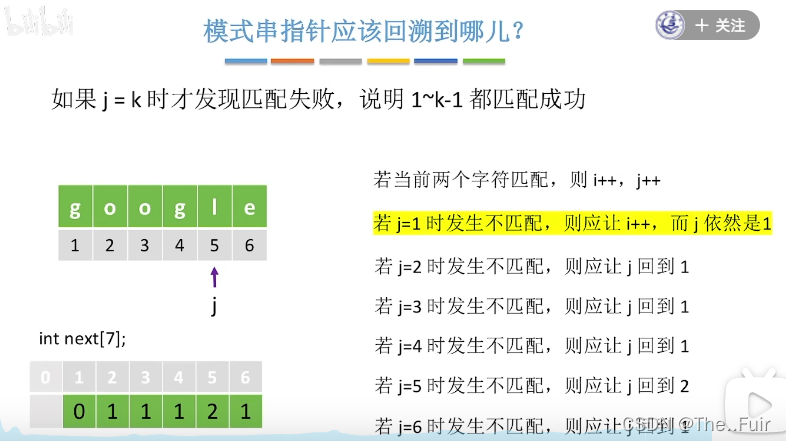 bilibili
模式串指针应该回溯到哪儿?
+ 关注
如果 j = k 时才发现匹配失败，说明 1~k-1 都匹配成功
g o o g l e
1 2 3 4 5 6
j
int next[7];
0 1 2 3 4 5 6
0 1 1 1 2 1
若当前两个字符匹配，则 i++，j++
若 j=1 时发生不匹配，则应让 i++，而 j 依然是1
若 j=2 时发生不匹配，则应让 j 回到 1
若 j=3 时发生不匹配，则应让 j 回到 1
若 j=4 时发生不匹配，则应让 j 回到 1
若 j=5 时发生不匹配，则应让 j 回到 2
若 j=6 时发生不匹配，则应让 j 回到 1
CSDN @The..Fuir